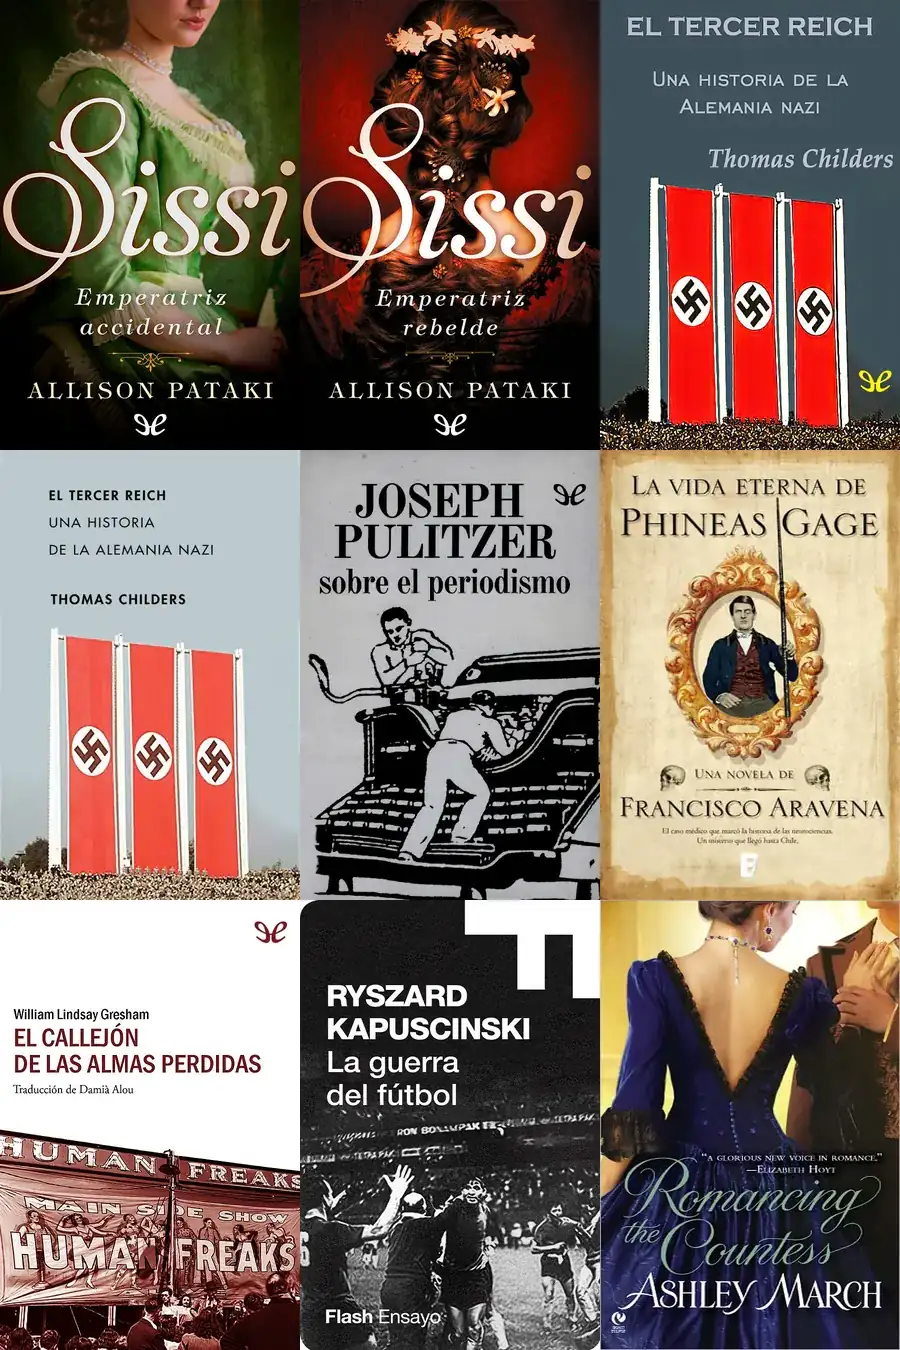 Sissi
Emperatriz
accidental
ALLISON PATAKI
Sissi
Emperatriz
rebelde
ALLISON PATAKI
EL TERCER REICH
UNA HISTORIA DE LA
ALEMANIA NAZI
Thomas Childers
EL TERCER REICH
UNA HISTORIA
DE LA ALEMANIA NAZI
THOMAS CHILDERS
JOSEPH
PULITZER
sobre el periodismo
LA VIDA ETERNA DE
PHINEAS GAGE
UNA NOVELA DE
FRANCISCO ARAVENA
El caso médico que marcó la historia de las neurociencias.
Un misterio que llegó hasta Chile.
William Lindsay Gresham
EL CALLEJÓN
DE LAS ALMAS PERDIDAS
Traducción de Damià Alou
HUMAN FREAKS
MAIN SIDE SHOW
HUMAN FREAKS
RYSZARD
KAPUSCINSKI
La guerra
del fútbol
Flash Ensayo
"A GLORIOUS NEW VOICE IN ROMANCE."
—ELIZABETH HOYT
Romancing
the
Countess
ASHLEY MARCH